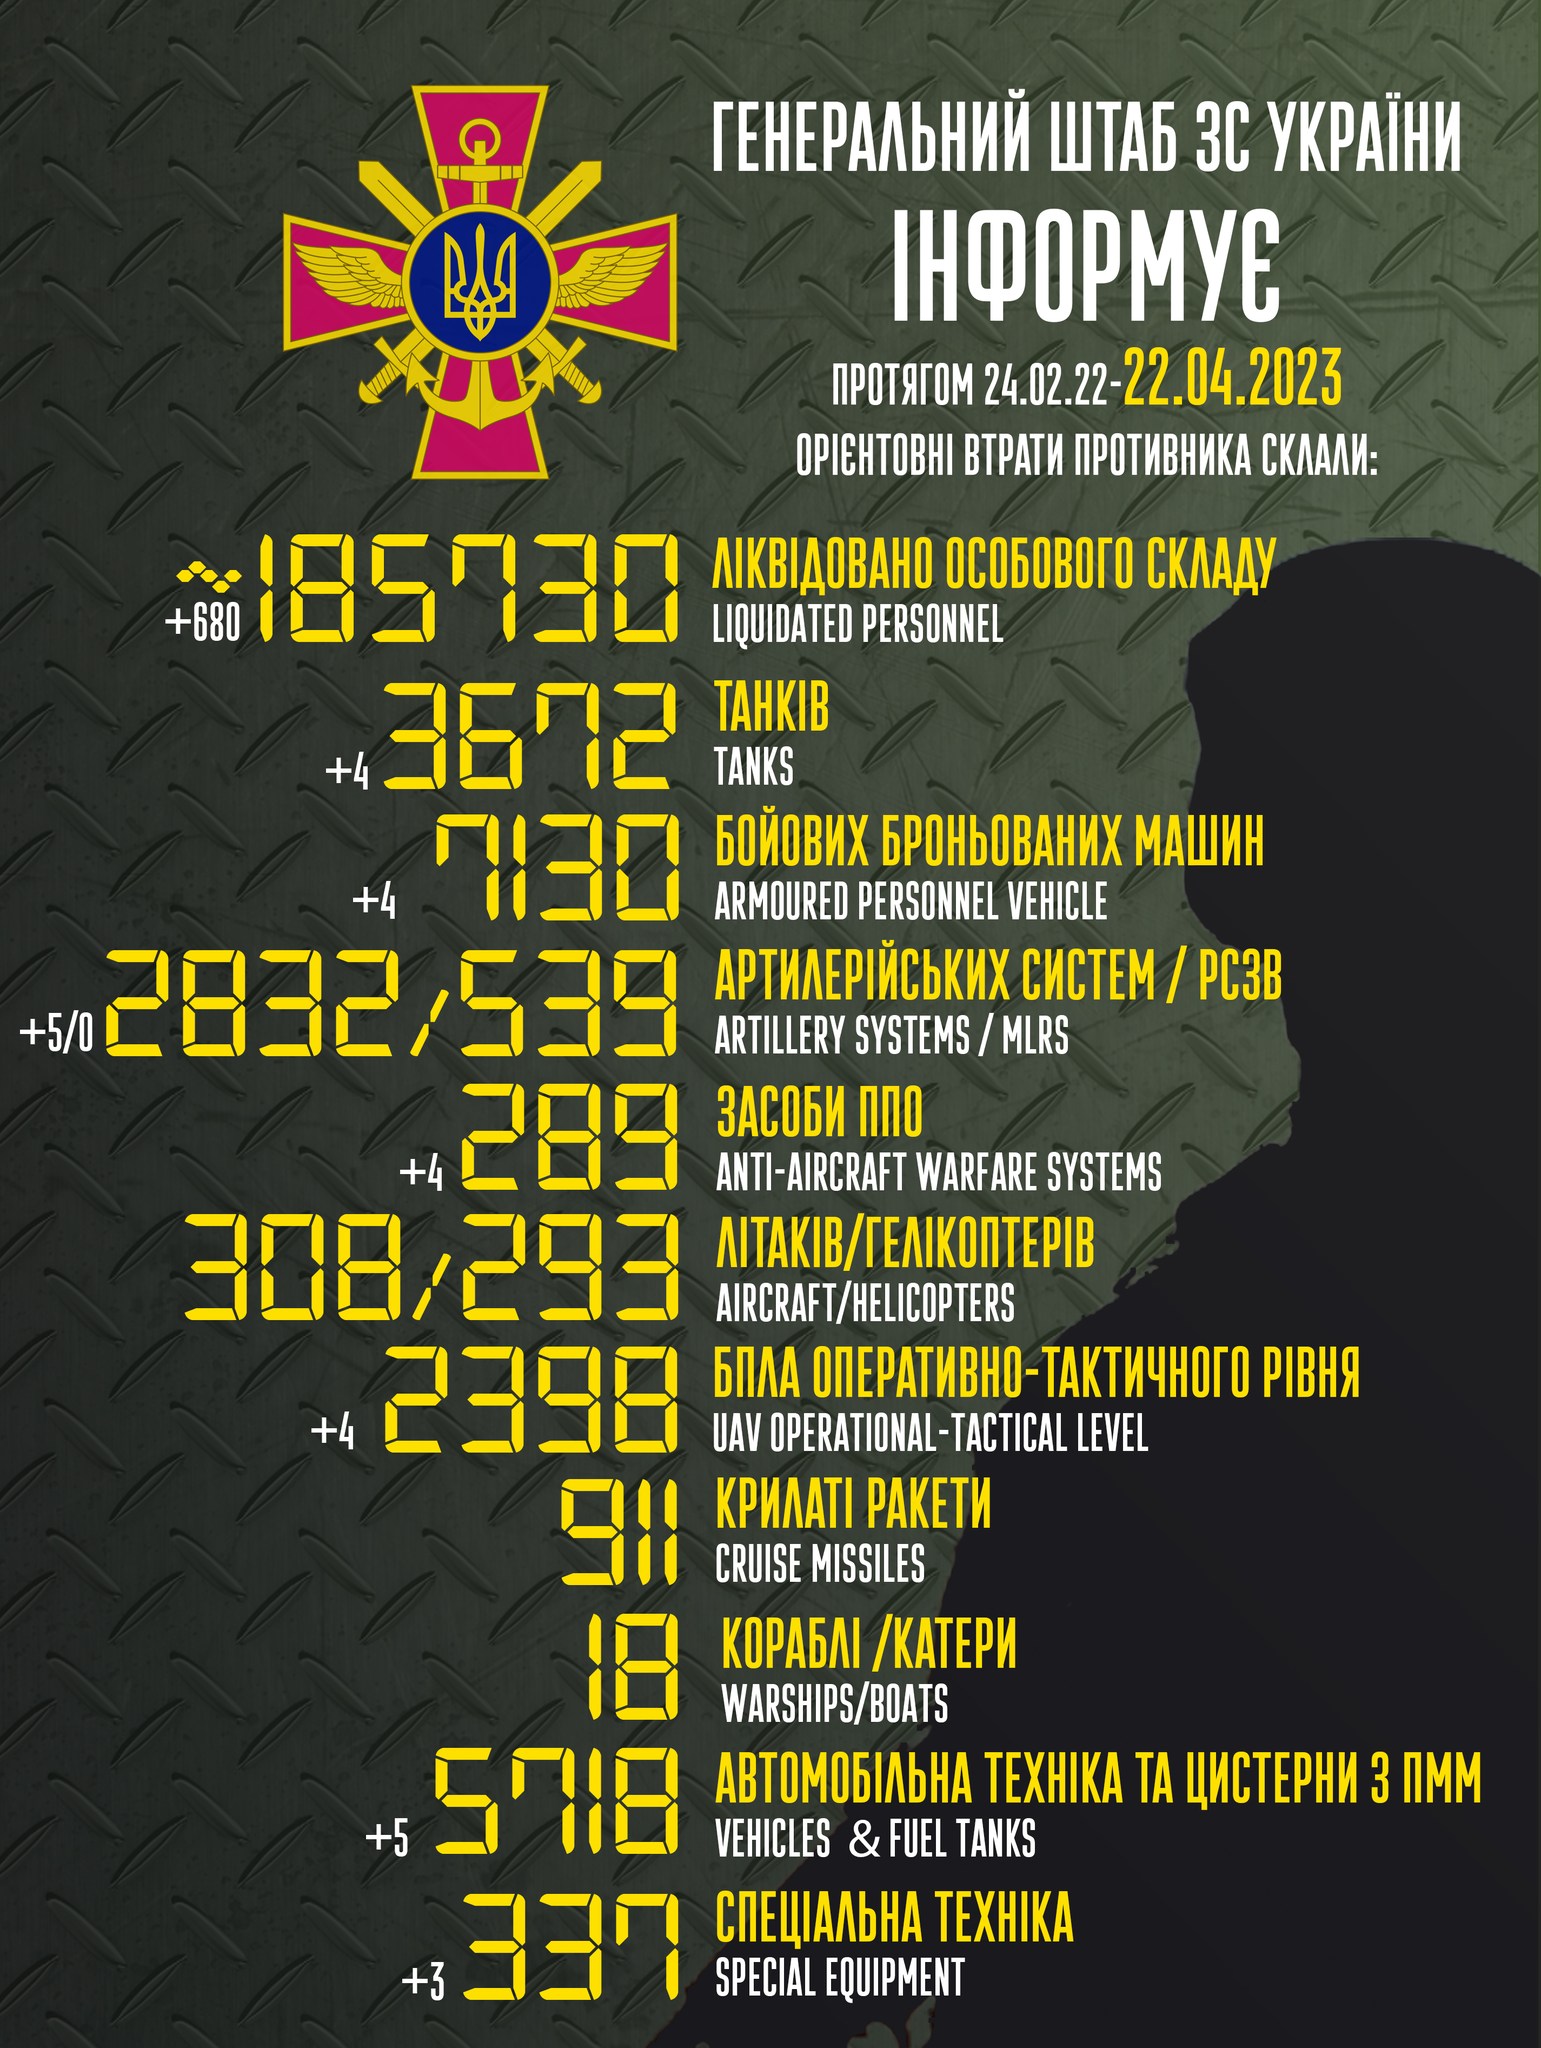 ГЕНЕРАЛЬНИЙ ШТАБ ЗС УКРАЇНИ
ІНФОРМУЄ
ПРОТЯГОМ 24.02.22-22.04.2023
ОРІЄНТОВНІ ВТРАТИ ПРОТИВНИКА СКЛАЛИ:
~185730 ЛІКВІДОВАНО ОСОБОВОГО СКЛАДУ
+680 LIQUIDATED PERSONNEL
3672 ТАНКІВ
+4 TANKS
7130 БОЙОВИХ БРОНЬОВАНИХ МАШИН
+4 ARMOURED PERSONNEL VEHICLE
2832/539 АРТИЛЕРІЙСЬКИХ СИСТЕМ / РСЗВ
+5/0 ARTILLERY SYSTEMS / MLRS
289 ЗАСОБИ ППО
+4 ANTI-AIRCRAFT WARFARE SYSTEMS
308/293 ЛІТАКІВ/ГЕЛІКОПТЕРІВ
AIRCRAFT/HELICOPTERS
2398 БПЛА ОПЕРАТИВНО-ТАКТИЧНОГО РІВНЯ
+4 UAV OPERATIONAL-TACTICAL LEVEL
911 КРИЛАТІ РАКЕТИ
CRUISE MISSILES
18 КОРАБЛІ /КАТЕРИ
WARSHIPS/BOATS
5718 АВТОМОБІЛЬНА ТЕХНІКА ТА ЦИСТЕРНИ З ПММ
+5 VEHICLES & FUEL TANKS
337 СПЕЦІАЛЬНА ТЕХНІКА
+3 SPECIAL EQUIPMENT